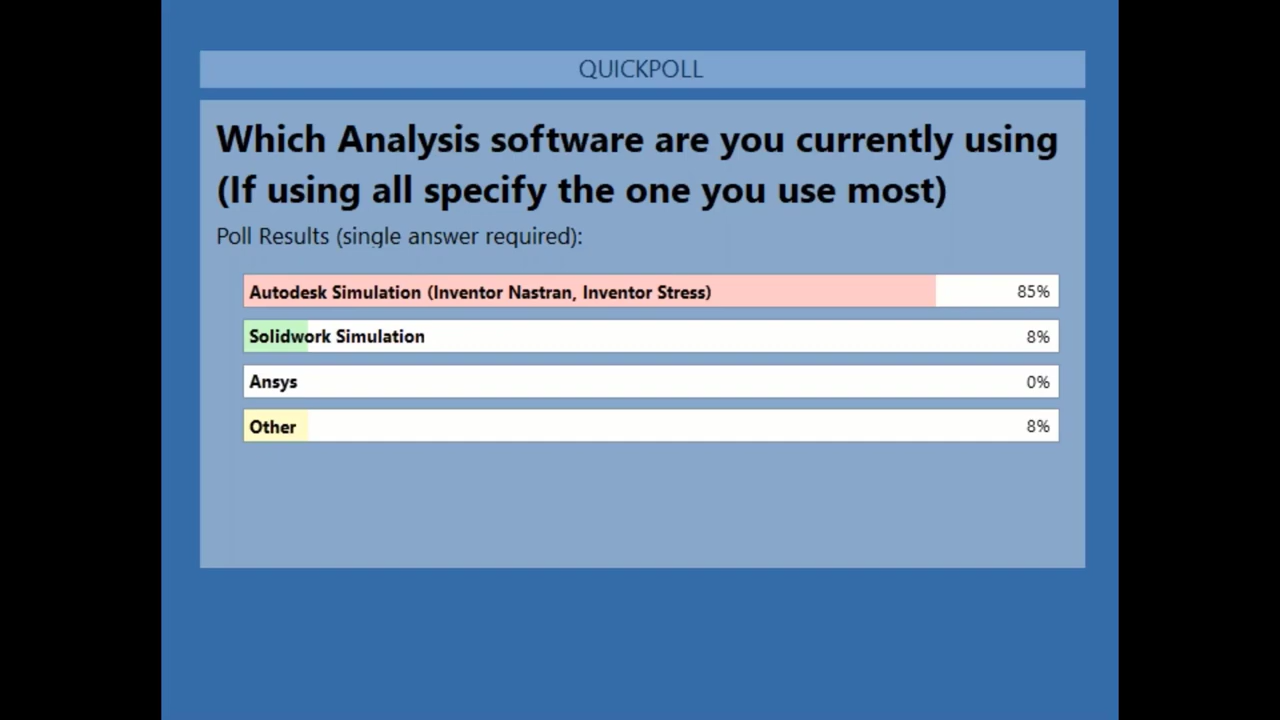 QUICKPOLL
Which Analysis software are you currently using
(If using all specify the one you use most)
Poll Results (single answer required):
Autodesk Simulation (Inventor Nastran, Inventor Stress) 85%
Solidwork Simulation 8%
Ansys 0%
Other 8%